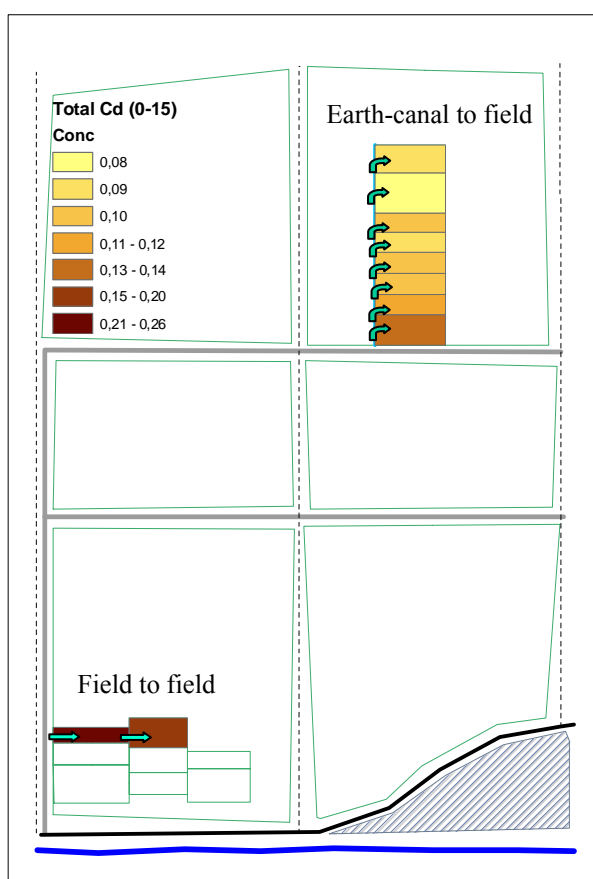 Total Cd (0-15)
Conc
0,08
0,09
0,10
0,11 - 0,12
0,13 - 0,14
0,15 - 0,20
0,21 - 0,26
Earth-canal to field
Field to field